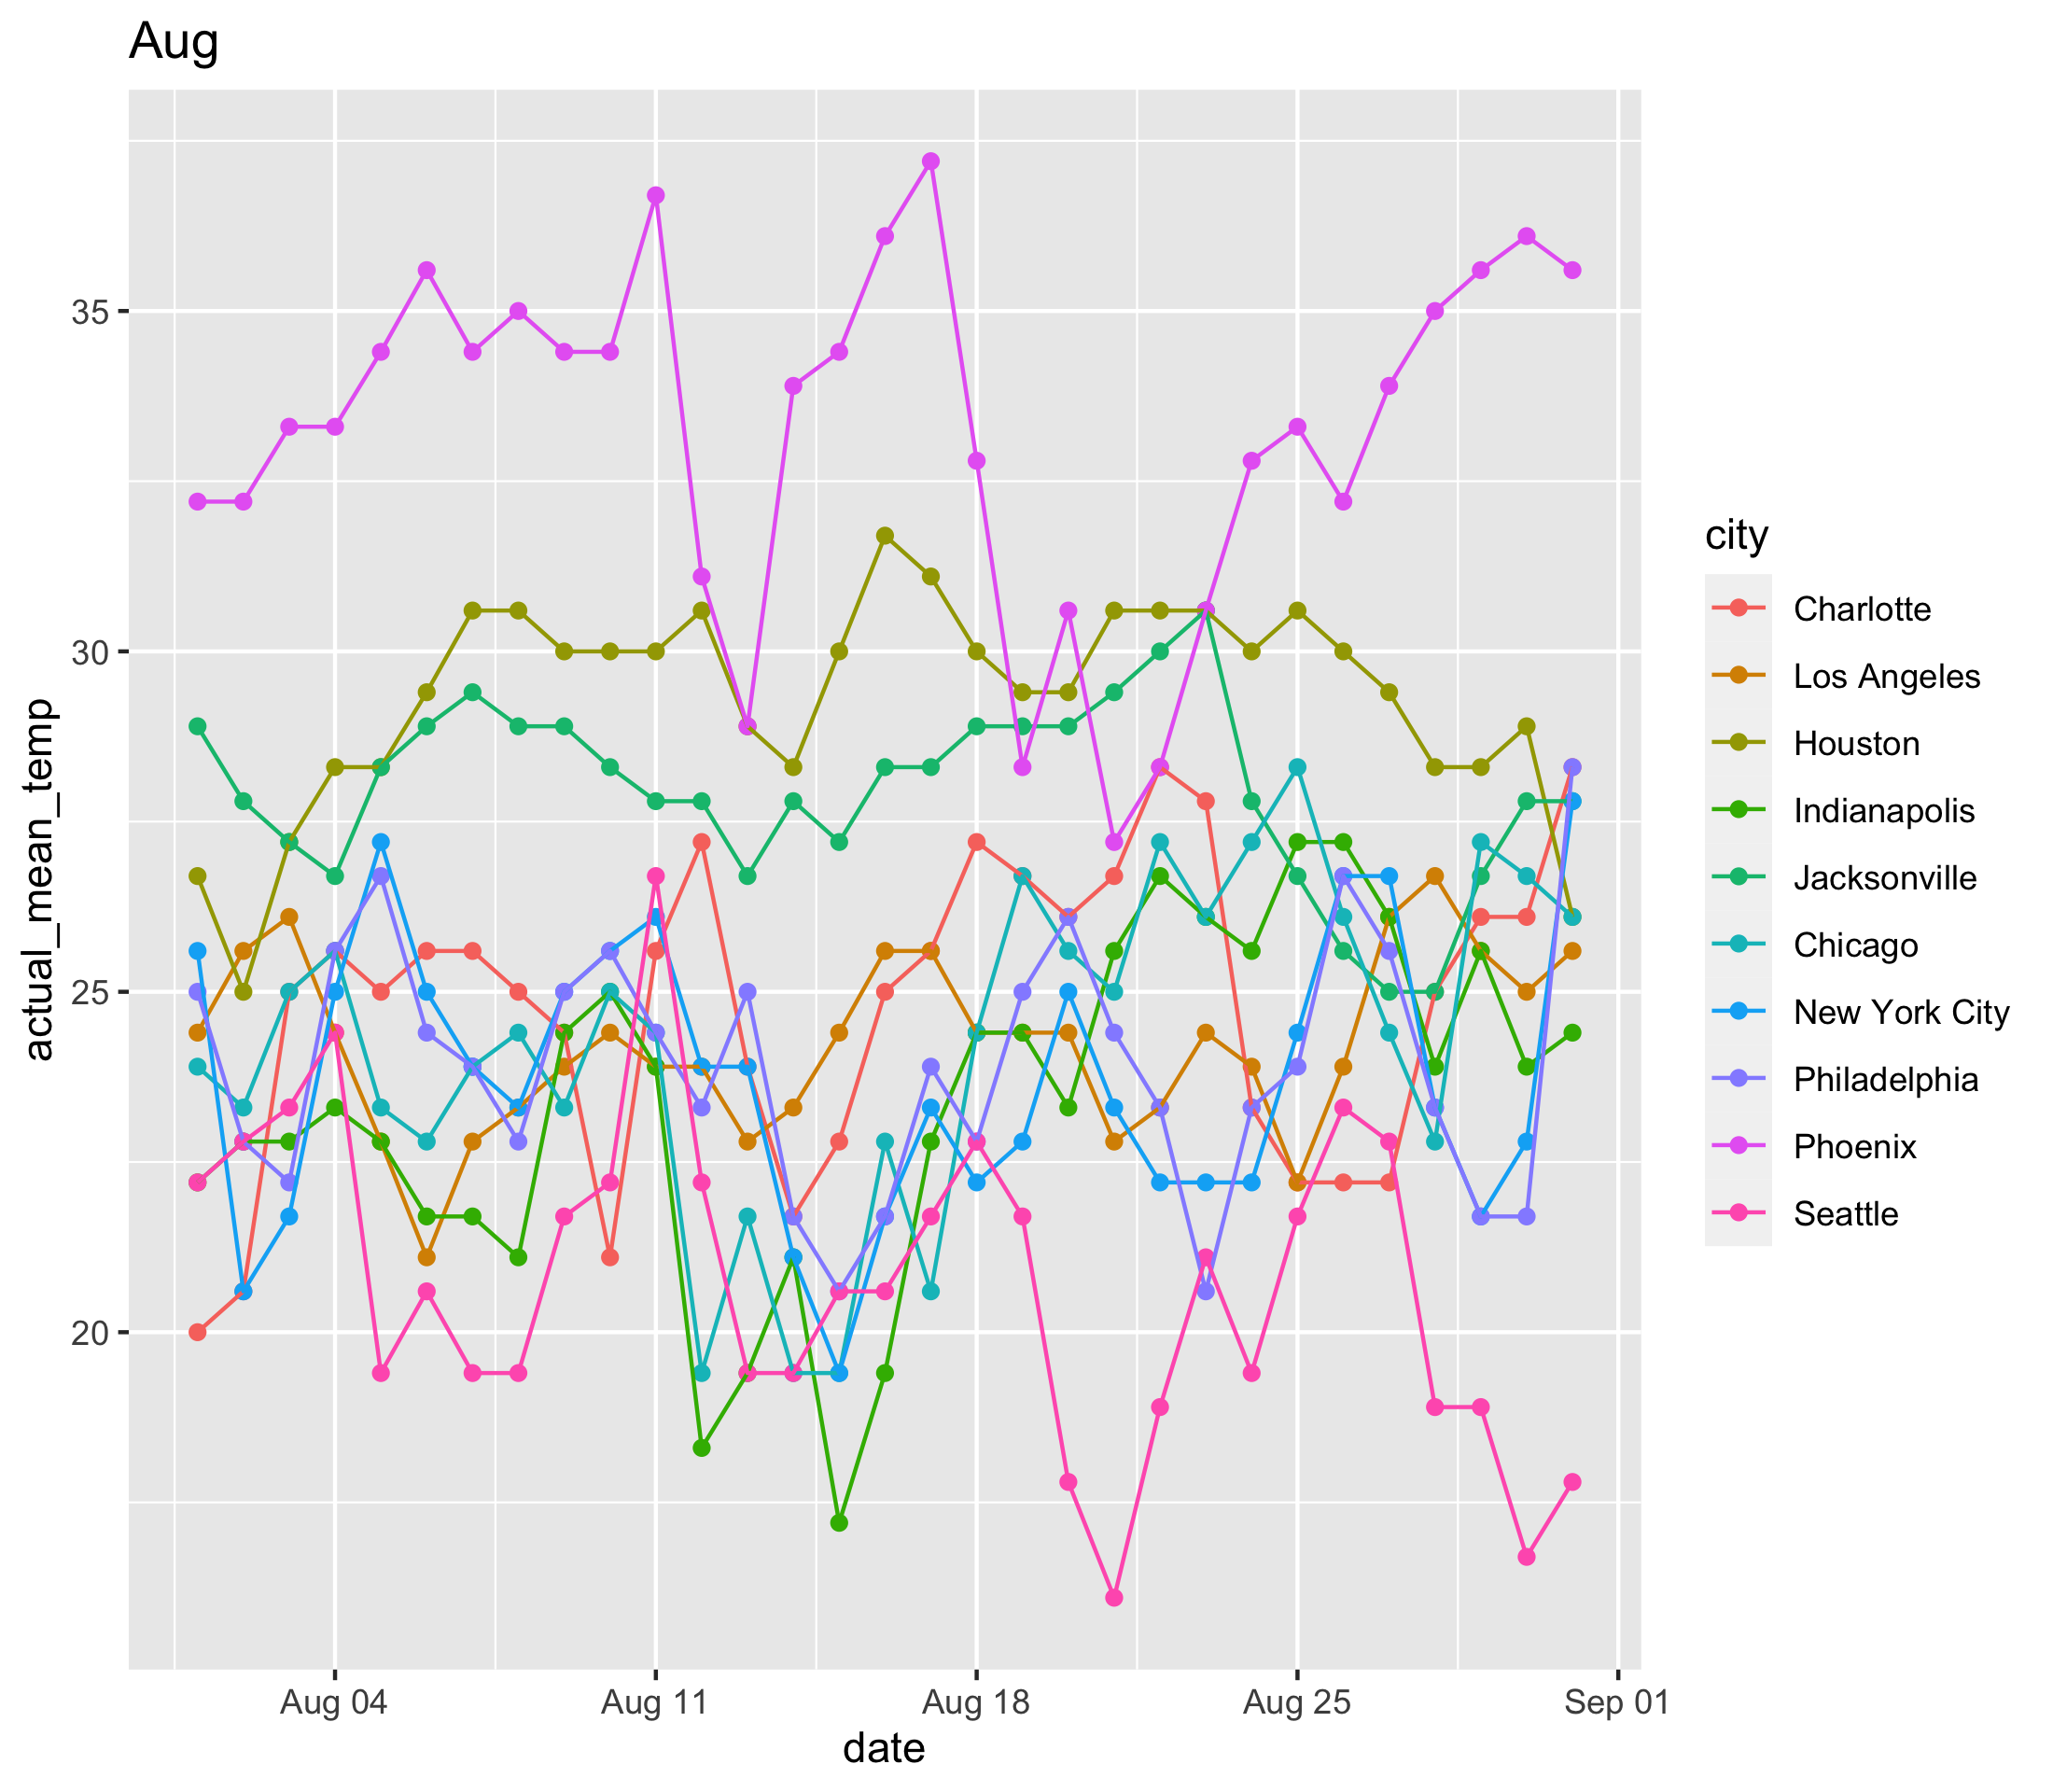 Aug
actual_mean_temp
35
30
25
20
Aug 04
Aug 11
Aug 18
Aug 25
Sep 01
date
city
Charlotte
Los Angeles
Houston
Indianapolis
Jacksonville
Chicago
New York City
Philadelphia
Phoenix
Seattle